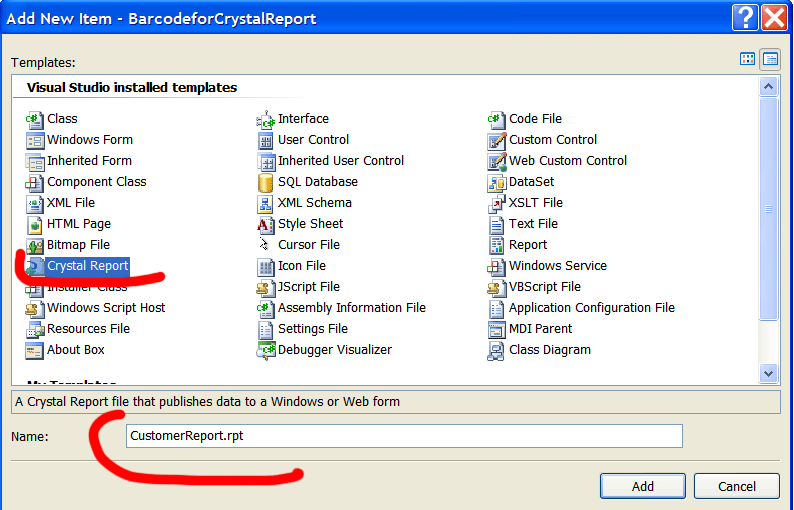 Add New Item - BarcodeforCrystalReport
Templates:
Visual Studio installed templates
Class Interface Code File
Windows Form User Control Custom Control
Inherited Form Inherited User Control Web Custom Control
Component Class SQL Database DataSet
XML File XML Schema XSLT File
HTML Page Style Sheet Text File
Bitmap File Cursor File Report
Crystal Report Icon File Windows Service
Installer Class JScript File VBScript File
Windows Script Host Assembly Information File Application Configuration File
Resources File Settings File MDI Parent
About Box Debugger Visualizer Class Diagram
My Templates
A Crystal Report file that publishes data to a Windows or Web form
Name: CustomerReport.rpt
Add Cancel